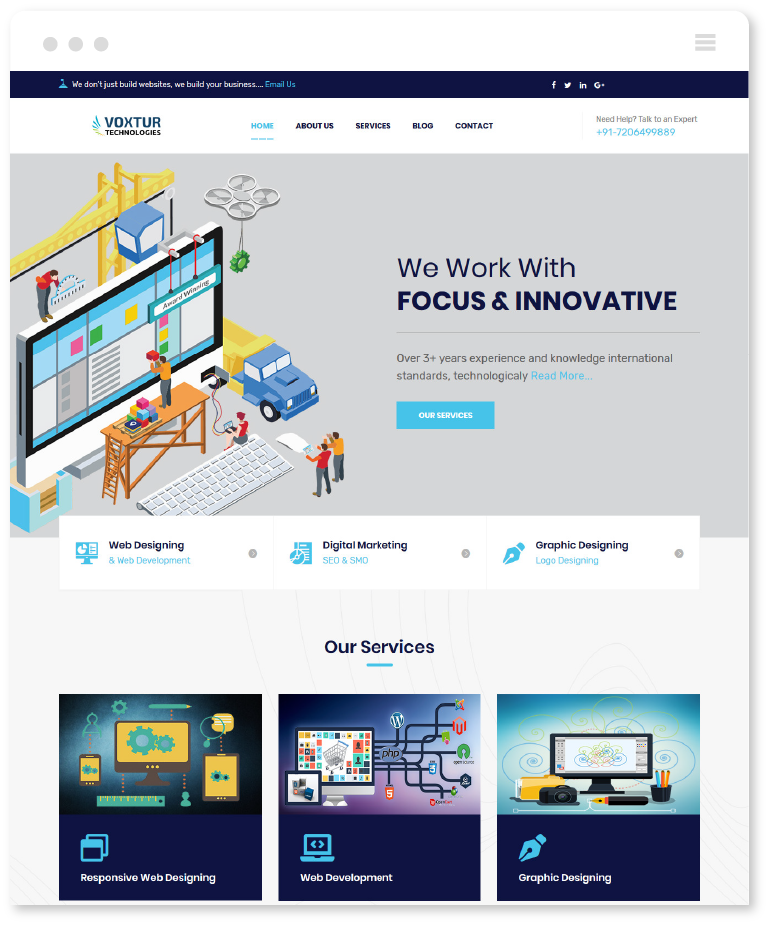 We don't just build websites, we build your business.... Email Us
VOXTUR
TECHNOLOGIES
HOME
ABOUT US
SERVICES
BLOG
CONTACT
Need Help? Talk to an Expert
+91-7206499889
Award Winning
We Work With
FOCUS & INNOVATIVE
Over 3+ years experience and knowledge international
standards, technologicaly Read More...
OUR SERVICES
Web Designing
& Web Development
Digital Marketing
SEO & SMO
Graphic Designing
Logo Designing
Our Services
php
open source
OpenCart
Responsive Web Designing
Web Development
Graphic Designing